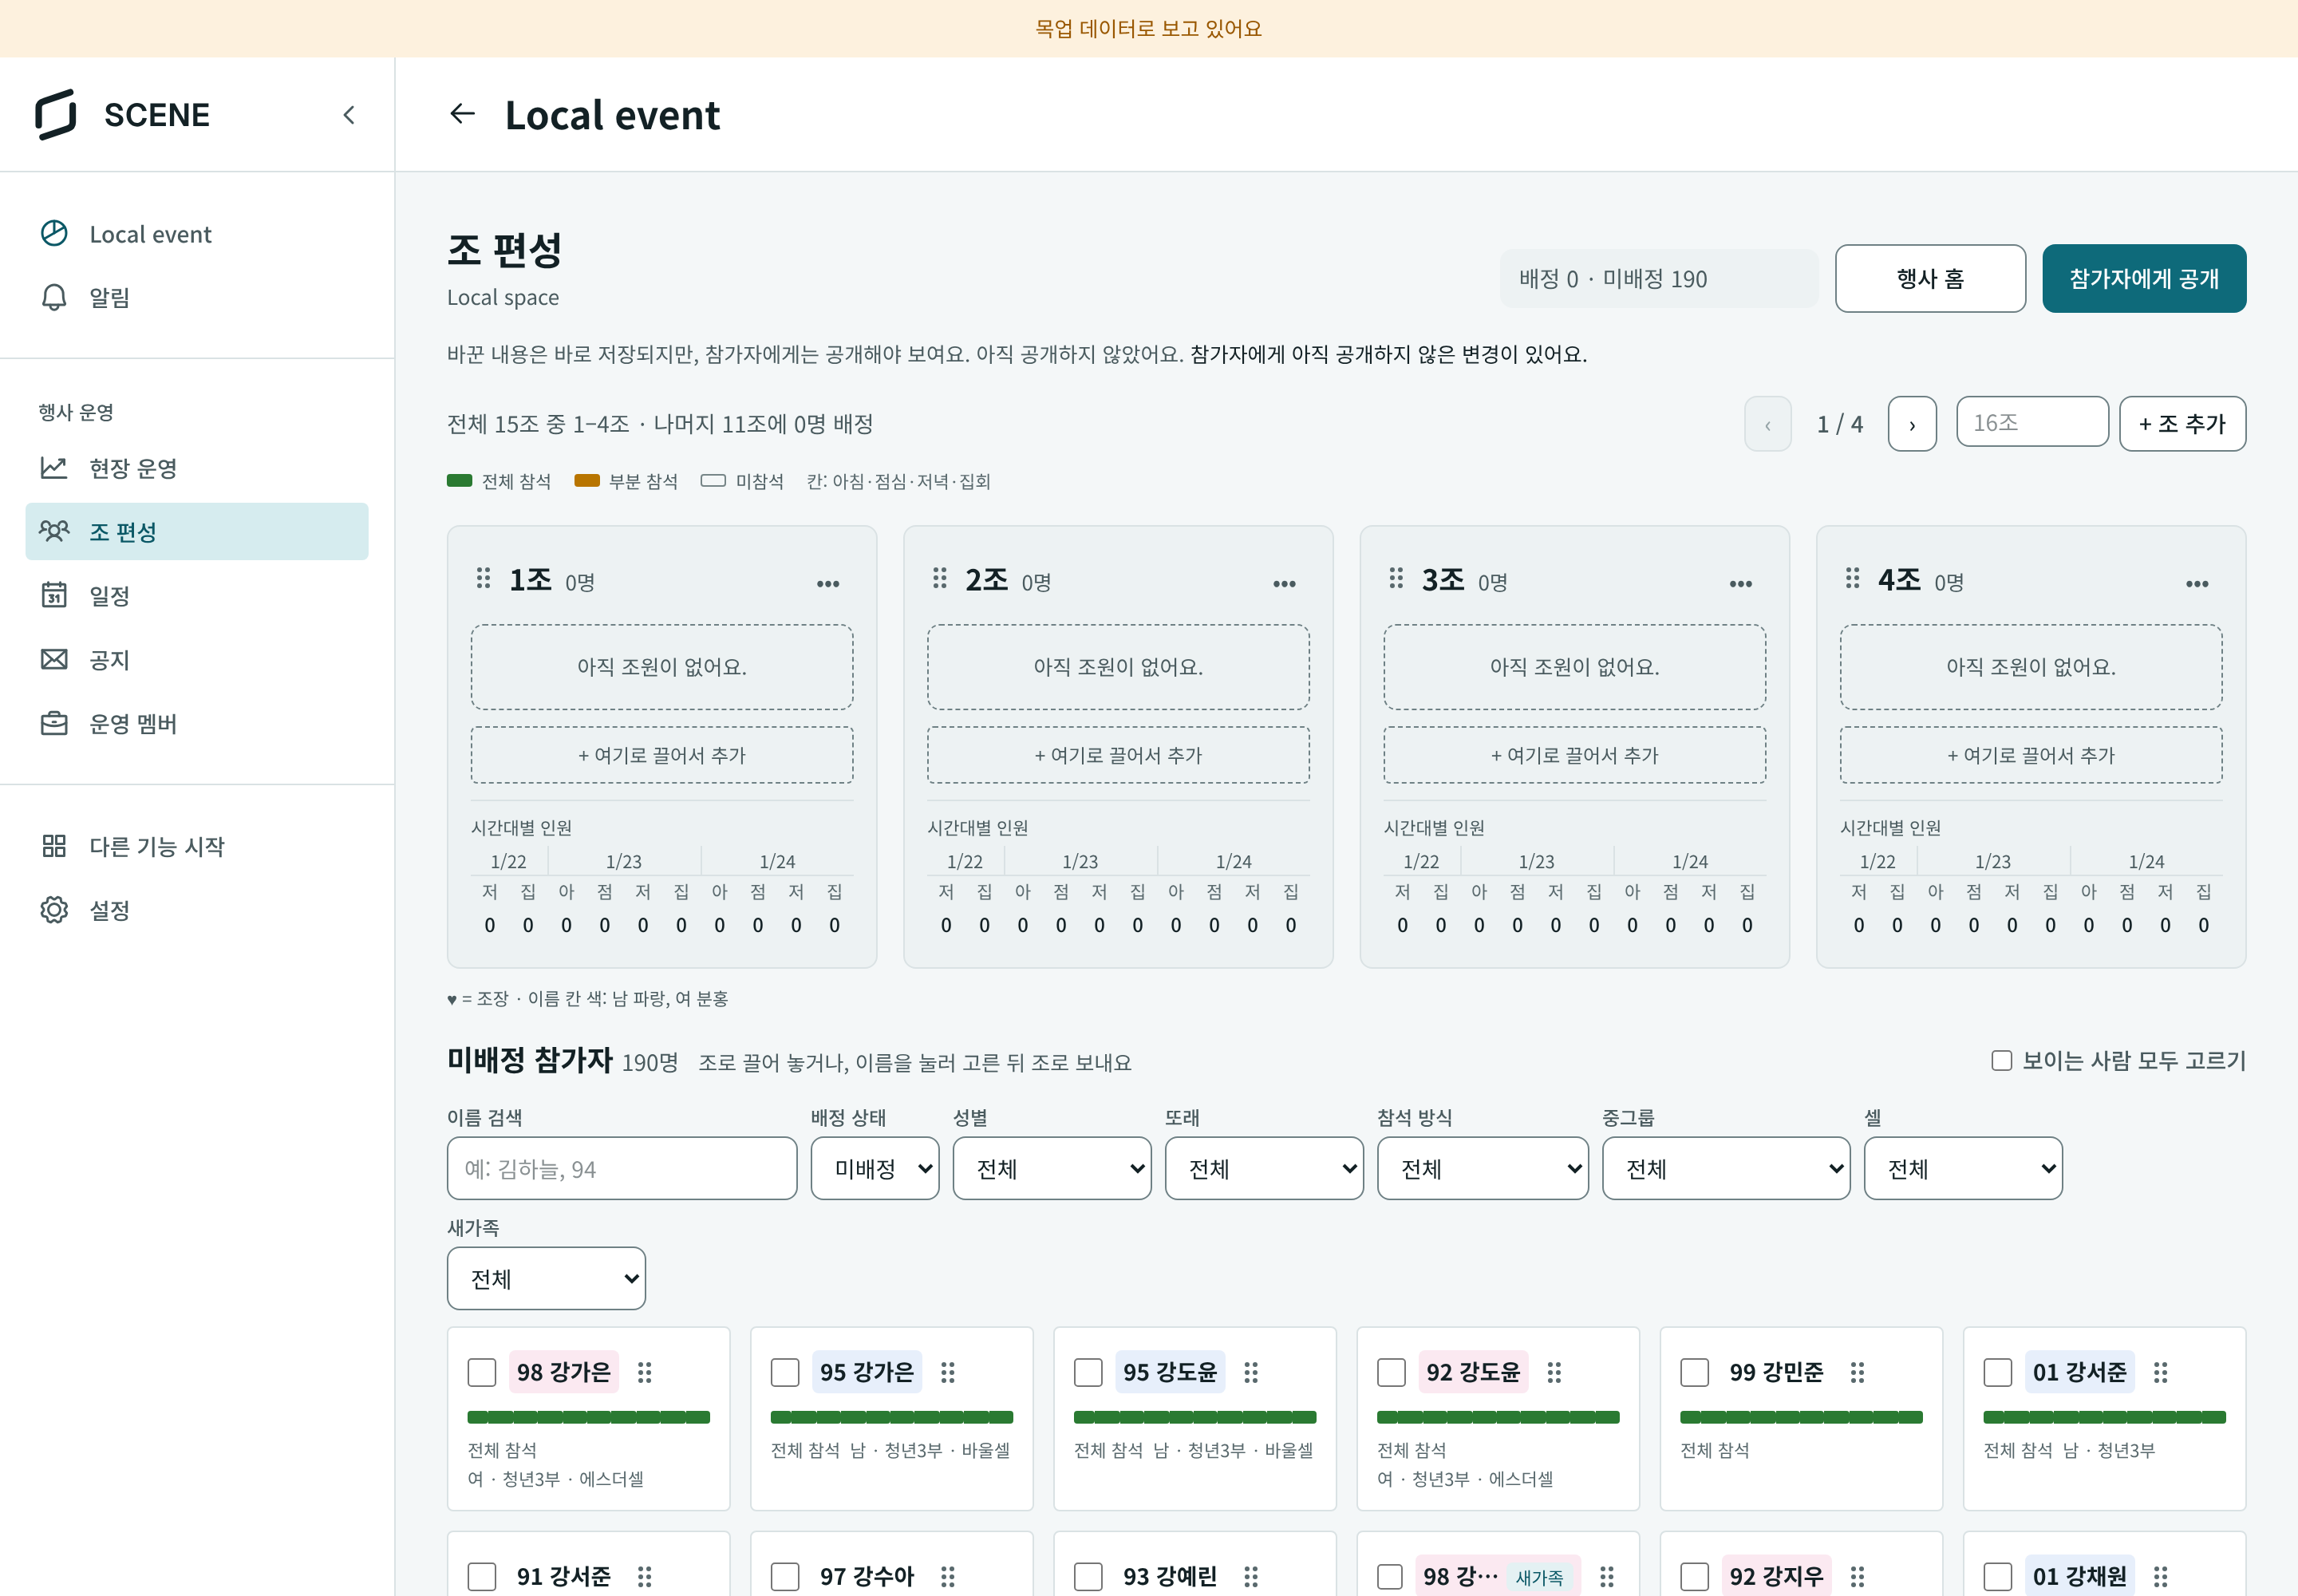 목업 데이터로 보고 있어요
SCENE
Local event
Local event
알림
행사 운영
현장 운영
조 편성
일정
공지
운영 멤버
다른 기능 시작
설정
조 편성
Local space
배정 0 · 미배정 190
행사 홈
참가자에게 공개
바꾼 내용은 바로 저장되지만, 참가자에게는 공개해야 보여요. 아직 공개하지 않았어요. 참가자에게 아직 공개하지 않은 변경이 있어요.
전체 15조 중 1–4조 · 나머지 11조에 0명 배정
‹ 1 / 4 › 16조 + 조 추가
전체 참석 부분 참석 미참석 칸: 아침·점심·저녁·집회
1조 0명 •••
아직 조원이 없어요.
+ 여기로 끌어서 추가
시간대별 인원
1/22 1/23 1/24
저 집 아 점 저 집 아 점 저 집
0 0 0 0 0 0 0 0 0 0
2조 0명 •••
아직 조원이 없어요.
+ 여기로 끌어서 추가
시간대별 인원
1/22 1/23 1/24
저 집 아 점 저 집 아 점 저 집
0 0 0 0 0 0 0 0 0 0
3조 0명 •••
아직 조원이 없어요.
+ 여기로 끌어서 추가
시간대별 인원
1/22 1/23 1/24
저 집 아 점 저 집 아 점 저 집
0 0 0 0 0 0 0 0 0 0
4조 0명 •••
아직 조원이 없어요.
+ 여기로 끌어서 추가
시간대별 인원
1/22 1/23 1/24
저 집 아 점 저 집 아 점 저 집
0 0 0 0 0 0 0 0 0 0
♥ = 조장 · 이름 칸 색: 남 파랑, 여 분홍
미배정 참가자 190명 조로 끌어 놓거나, 이름을 눌러 고른 뒤 조로 보내요
보이는 사람 모두 고르기
이름 검색 배정 상태 성별 또래 참석 방식 중그룹 셀
예: 김하늘, 94 미배정 전체 전체 전체 전체 전체
새가족
전체
98 강가은
전체 참석
여 · 청년3부 · 에스더셀
95 강가은
전체 참석 남 · 청년3부 · 바울셀
95 강도윤
전체 참석 남 · 청년3부 · 바울셀
92 강도윤
전체 참석
여 · 청년3부 · 에스더셀
99 강민준
전체 참석
01 강서준
전체 참석 남 · 청년3부
91 강서준
97 강수아
93 강예린
98 강… 새가족
92 강지우
01 강채원